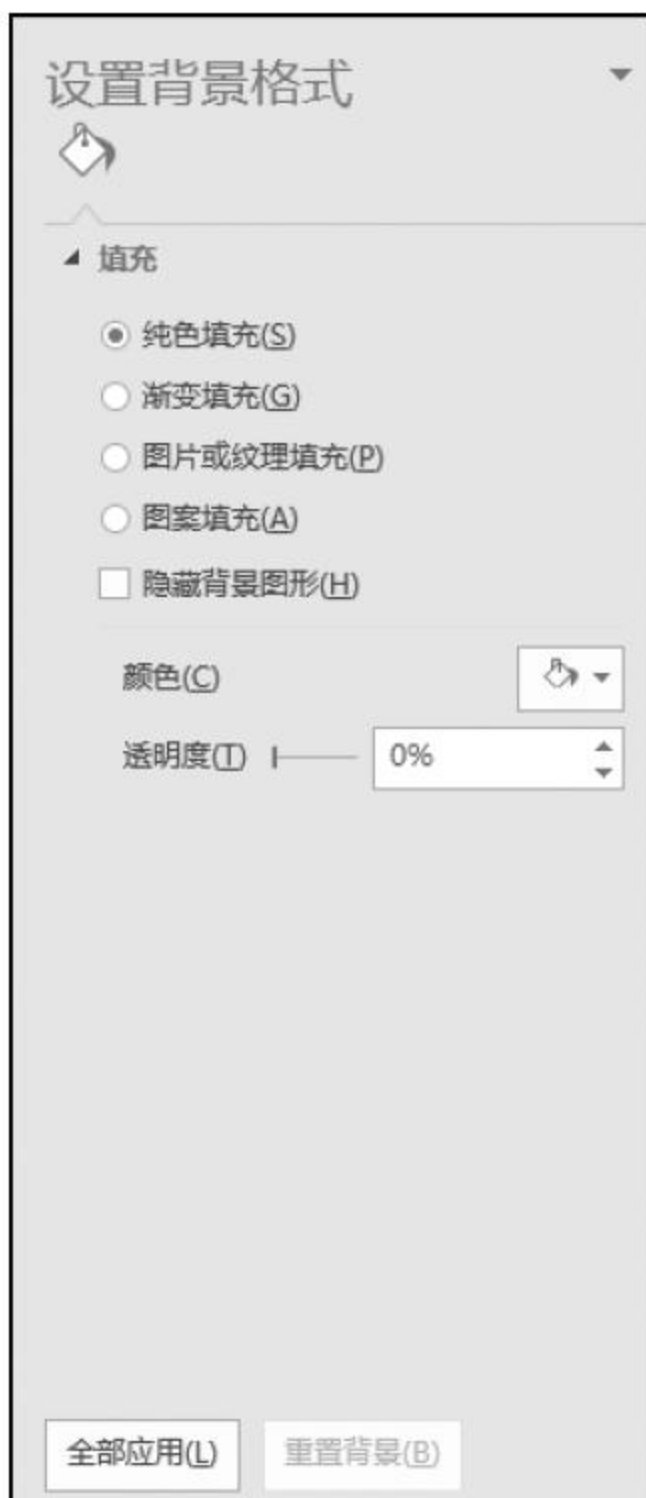 设置背景格式
填充
纯色填充(S)
渐变填充(G)
图片或纹理填充(P)
图案填充(A)
隐藏背景图形(H)
颜色(C)
透明度(T) 0%
全部应用(L) 重置背景(B)